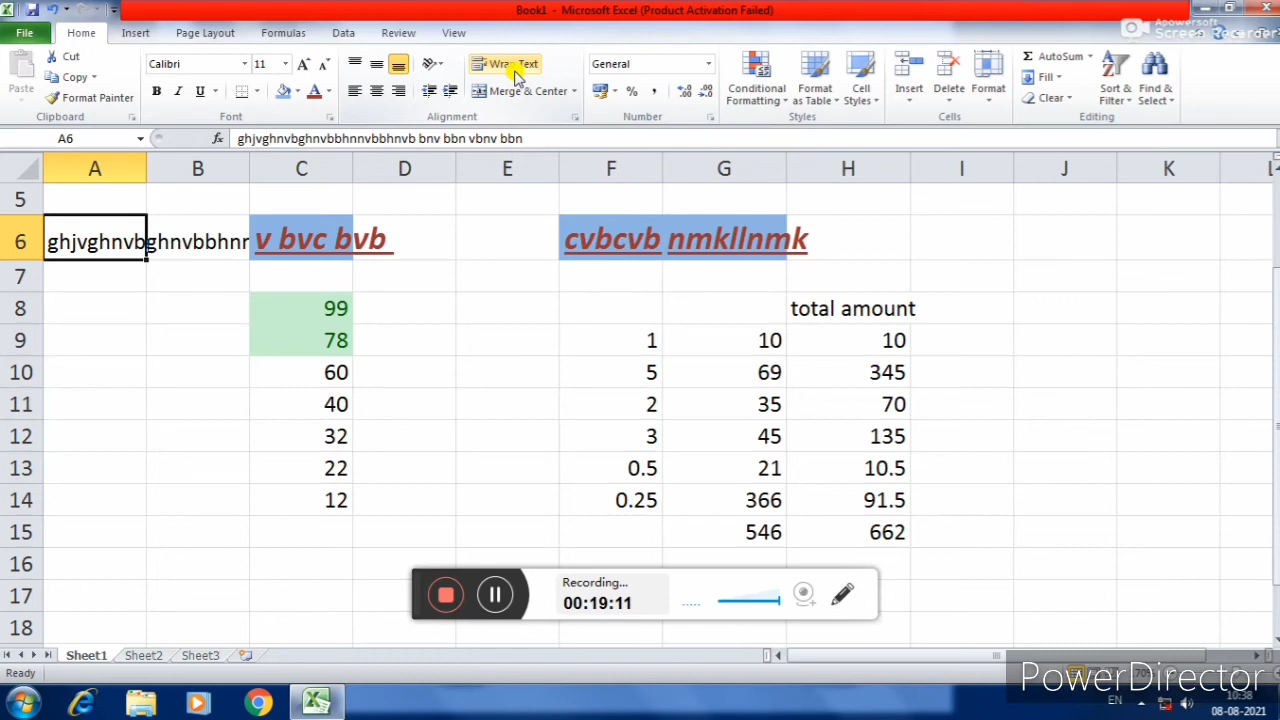 Book1 - Microsoft Excel (Product Activation Failed)
Apowersoft
Screen Recorder
File Home Insert Page Layout Formulas Data Review View
Paste
Cut
Copy
Format Painter
Clipboard
Calibri 11 A A
B I U A
Font
Wrap Text
Merge & Center
Alignment
General
% ,
Number
Conditional Formatting
Format as Table
Cell Styles
Styles
Insert Delete Format
Cells
Σ AutoSum
Fill
Clear
Sort & Filter
Find & Select
Editing
A6 fx ghjvghnvbghnvbbhnnvbbhnvb bnv bbn vbnv bbn
A B C D E F G H I J K L
5
6 ghjvghnvbghnvbbhnr v bvc bvb cvbcvb nmkllnmk
7
8 99 total amount
9 78 1 10 10
10 60 5 69 345
11 40 2 35 70
12 32 3 45 135
13 22 0.5 21 10.5
14 12 0.25 366 91.5
15 546 662
16
17
18
Recording...
00:19:11
Sheet1 Sheet2 Sheet3
Ready
PowerDirector
EN
10:38
08-08-2021